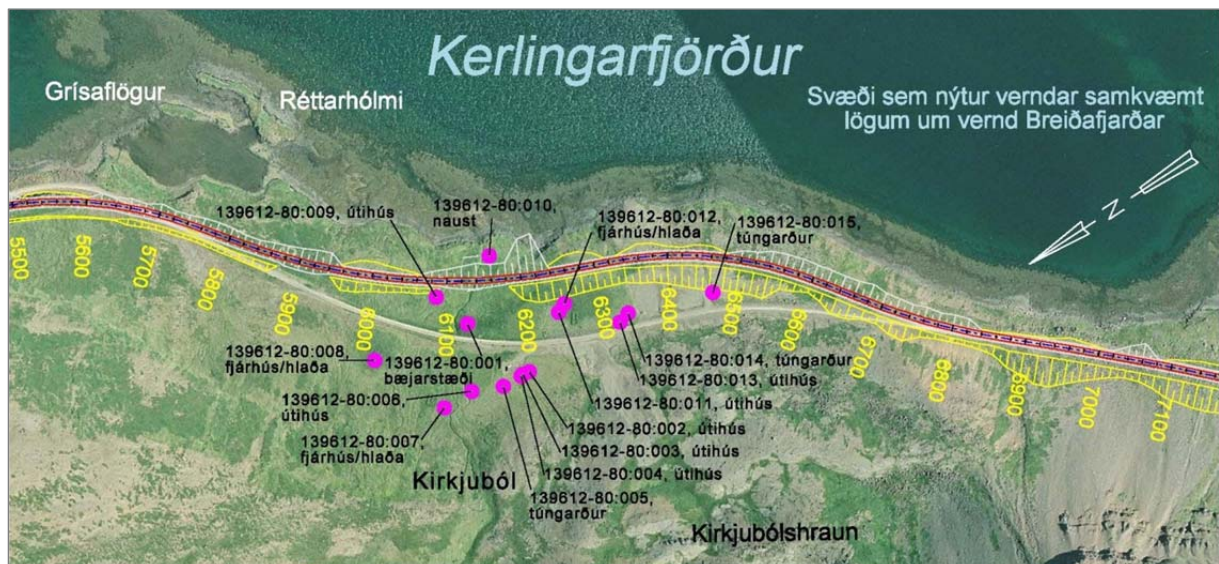 Kerlingarfjörður
Grísaflögur
Réttarhólmi
Svæði sem nýtur verndar samkvæmt
lögum um vernd Breiðafjarðar
N
139612-80:009, útihús
139612-80:010,
naust
139612-80:012,
fjárhús/hlaða
139612-80:015,
túngarður
5500
5600
5700
5800
5900
6000
6100
6200
6300
6400
6500
6600
6700
6800
6900
7000
7100
139612-80:008,
fjárhús/hlaða
139612-80:001,
bæjarstæði
139612-80:006,
útihús
139612-80:007,
fjárhús/hlaða
139612-80:014, túngarður
139612-80:013, útihús
139612-80:011, útihús
139612-80:002, útihús
139612-80:003, útihús
139612-80:004, útihús
139612-80:005,
túngarður
Kirkjuból
Kirkjubólshraun